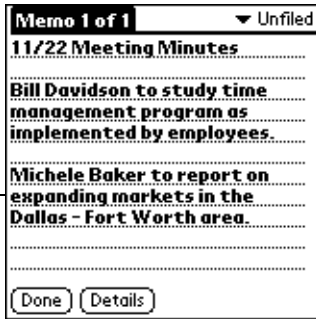 Memo 1 of 1 Unfiled
11/22 Meeting Minutes
Bill Davidson to study time
management program as
implemented by employees.
Michele Baker to report on
expanding markets in the
Dallas - Fort Worth area.
Done Details